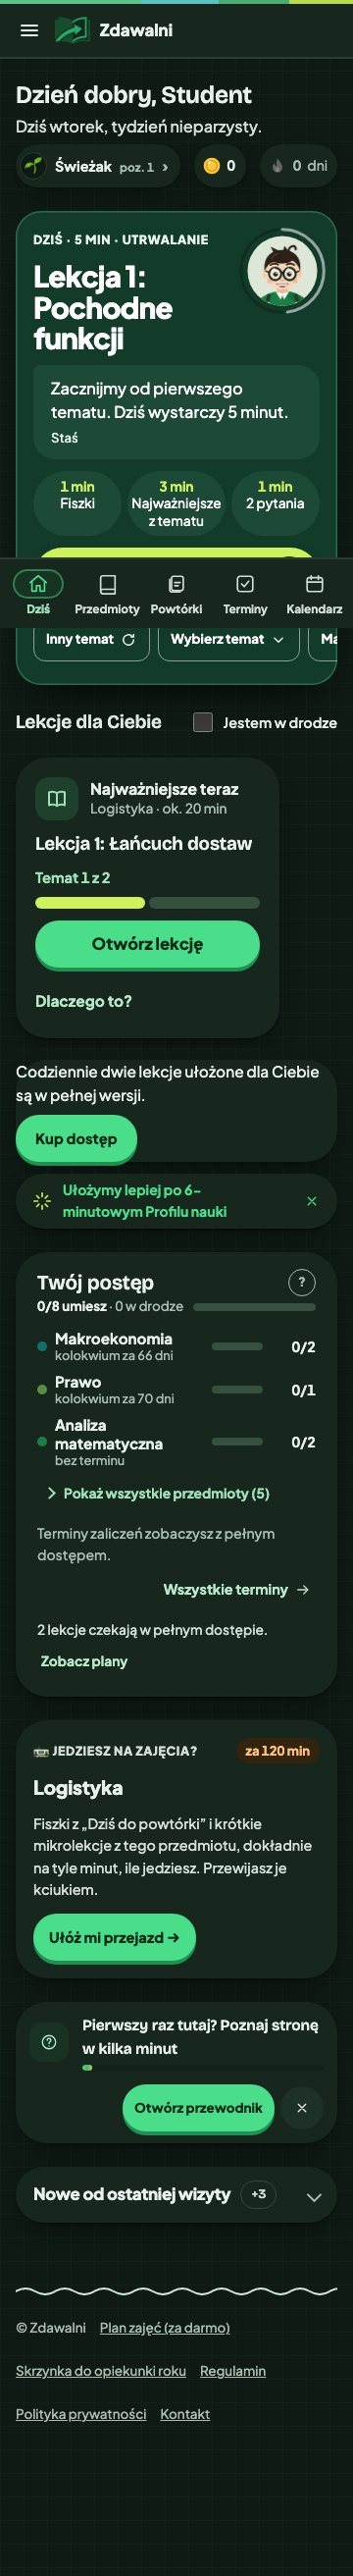 Zdawalni
Dzień dobry, Student
Dziś wtorek, tydzień nieparzysty.
Świeżak poz. 1 › 0 0 dni
DZIŚ · 5 MIN · UTRWALANIE
Lekcja 1:
Pochodne
funkcji
Zacznijmy od pierwszego
tematu. Dziś wystarczy 5 minut.
Staś
1 min
Fiszki
3 min
Najważniejsze
z tematu
1 min
2 pytania
Dziś Przedmioty Powtórki Terminy Kalendarz
Inny temat Wybierz temat
Lekcje dla Ciebie Jestem w drodze
Najważniejsze teraz
Logistyka · ok. 20 min
Lekcja 1: Łańcuch dostaw
Temat 1 z 2
Otwórz lekcję
Dlaczego to?
Codziennie dwie lekcje ułożone dla Ciebie
są w pełnej wersji.
Kup dostęp
Ułożymy lepiej po 6-
minutowym Profilu nauki
Twój postęp ?
0/8 umiesz · 0 w drodze
Makroekonomia 0/2
kolokwium za 66 dni
Prawo 0/1
kolokwium za 70 dni
Analiza
matematyczna 0/2
bez terminu
Pokaż wszystkie przedmioty (5)
Terminy zaliczeń zobaczysz z pełnym
dostępem.
Wszystkie terminy →
2 lekcje czekają w pełnym dostępie.
Zobacz plany
JEDZIESZ NA ZAJĘCIA? za 120 min
Logistyka
Fiszki z „Dziś do powtórki” i krótkie
mikrolekcje z tego przedmiotu, dokładnie
na tyle minut, ile jedziesz. Przewijasz je
kciukiem.
Ułóż mi przejazd →
Pierwszy raz tutaj? Poznaj stronę
w kilka minut
Otwórz przewodnik
Nowe od ostatniej wizyty +3
© Zdawalni Plan zajęć (za darmo)
Skrzynka do opiekunki roku Regulamin
Polityka prywatności Kontakt